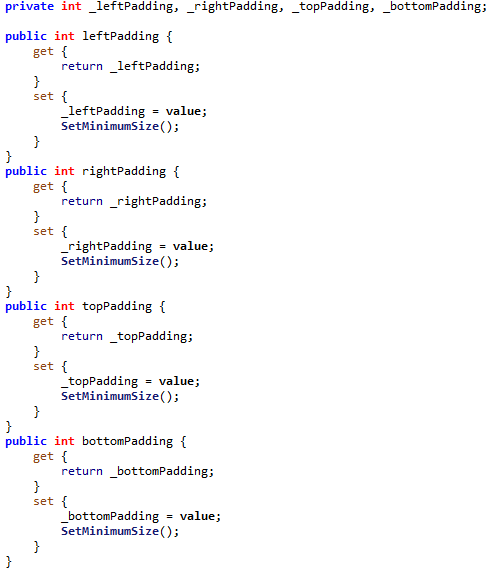 private int _leftPadding, _rightPadding, _topPadding, _bottomPadding;

public int leftPadding {
    get {
        return _leftPadding;
    }
    set {
        _leftPadding = value;
        SetMinimumSize();
    }
}
public int rightPadding {
    get {
        return _rightPadding;
    }
    set {
        _rightPadding = value;
        SetMinimumSize();
    }
}
public int topPadding {
    get {
        return _topPadding;
    }
    set {
        _topPadding = value;
        SetMinimumSize();
    }
}
public int bottomPadding {
    get {
        return _bottomPadding;
    }
    set {
        _bottomPadding = value;
        SetMinimumSize();
    }
}